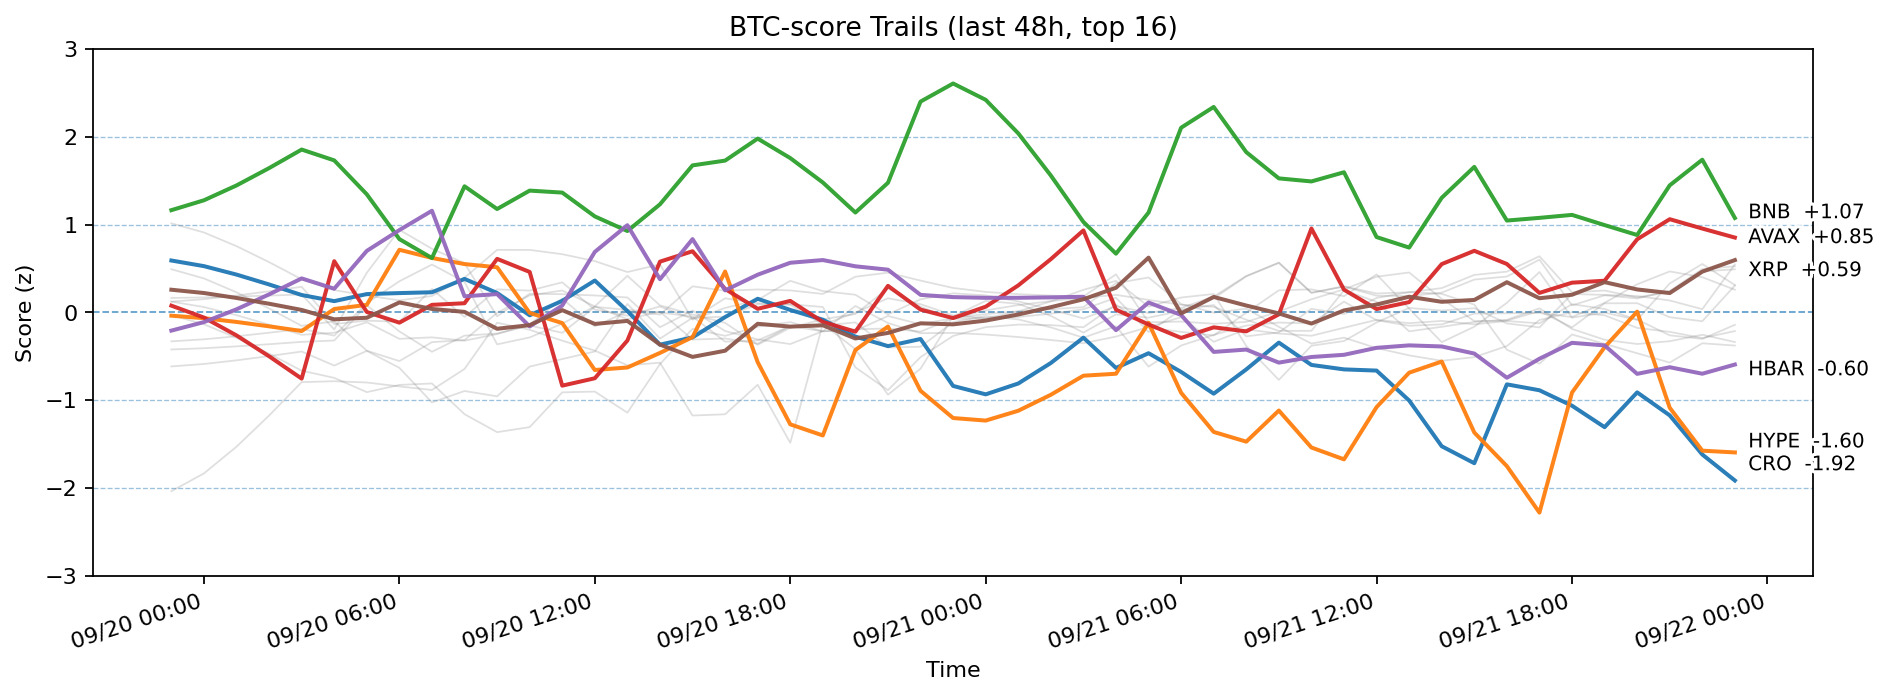 BTC-score Trails (last 48h, top 16)
Score (z)
3
2
1
0
−1
−2
−3
BNB +1.07
AVAX +0.85
XRP +0.59
HBAR -0.60
HYPE -1.60
CRO -1.92
09/20 00:00
09/20 06:00
09/20 12:00
09/20 18:00
09/21 00:00
09/21 06:00
09/21 12:00
09/21 18:00
09/22 00:00
Time